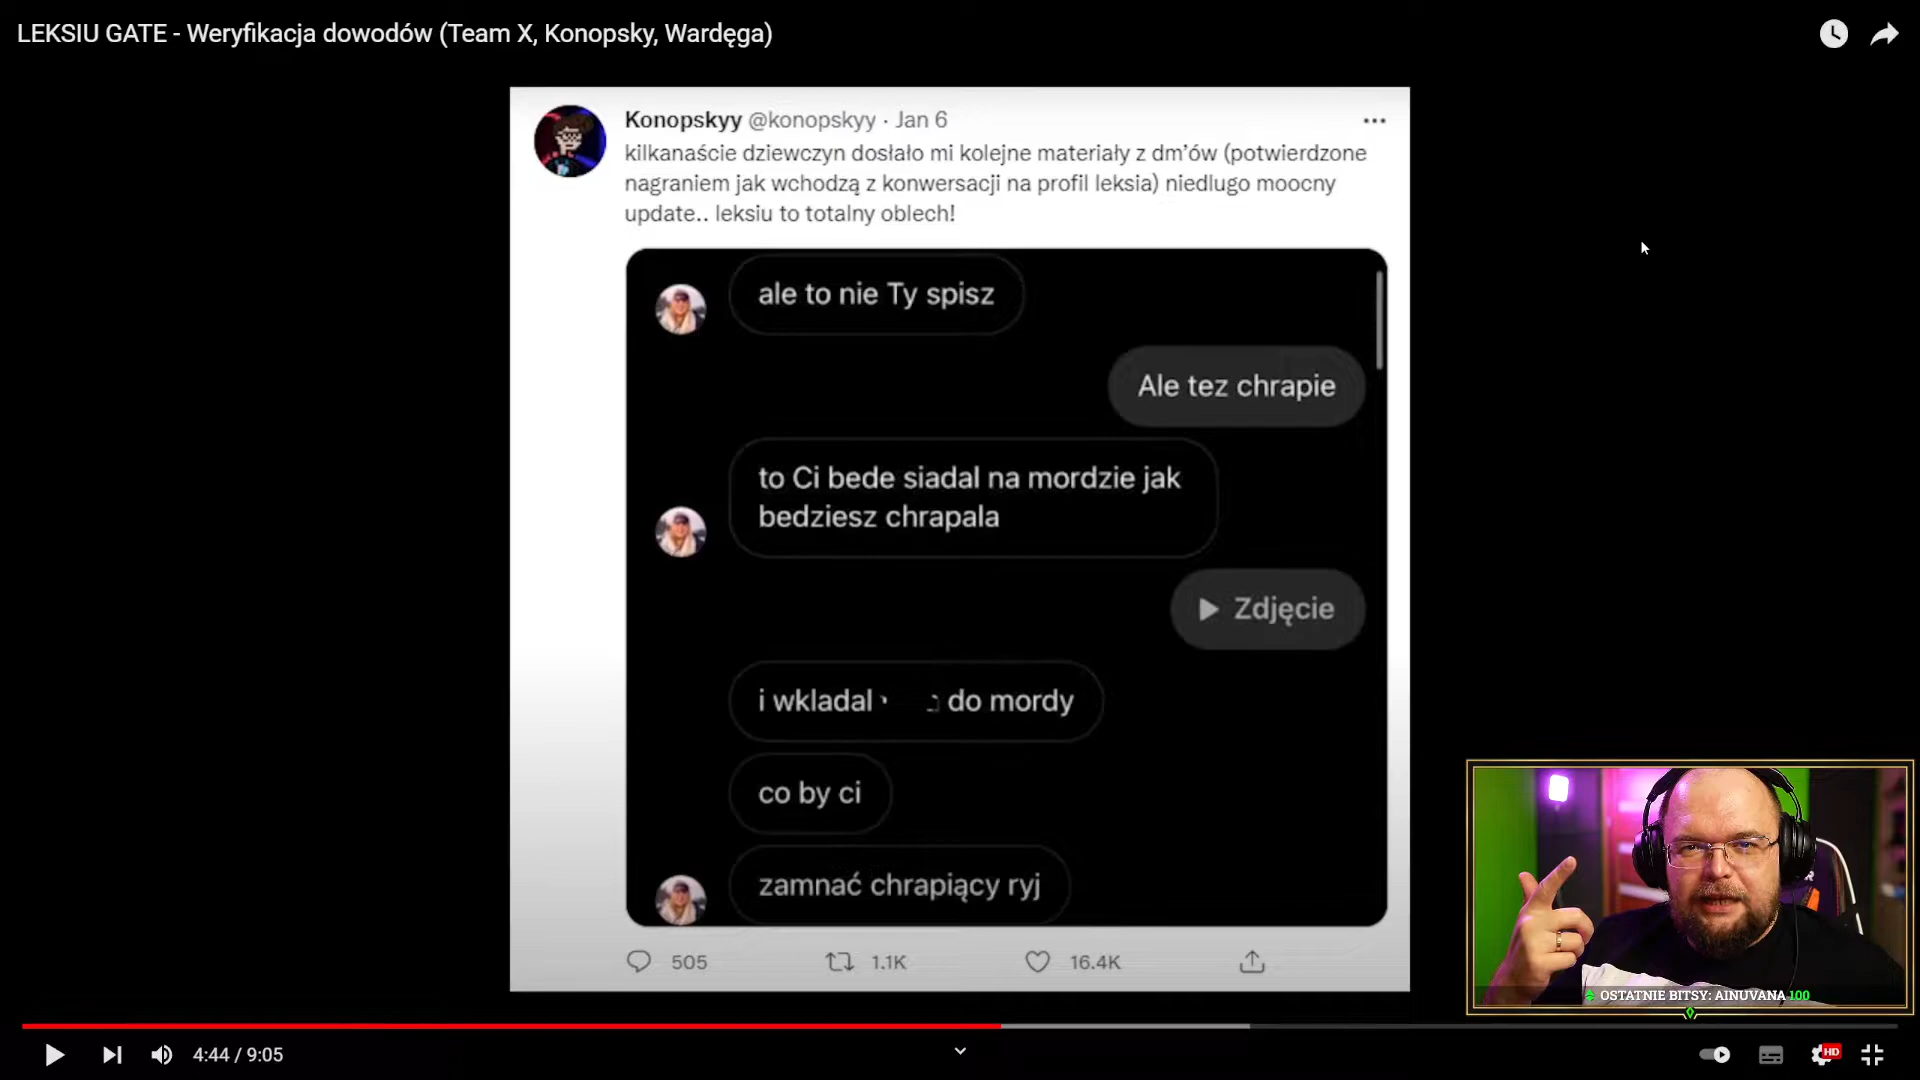 LEKSIU GATE - Weryfikacja dowodów (Team X, Konopsky, Wardęga)
Konopskyy @konopskyy · Jan 6
kilkanaście dziewczyn dosłało mi kolejne materiały z dm’ów (potwierdzone
nagraniem jak wchodzą z konwersacji na profil leksia) niedlugo moocny
update.. leksiu to totalny oblech!
ale to nie Ty spisz
Ale tez chrapie
to Ci bede siadal na mordzie jak
bedziesz chrapala
Zdjęcie
i wkladal do mordy
co by ci
zamnać chrapiący ryj
505
1.1K
16.4K
OSTATNIE BITSY: AINUVANA 100
4:44 / 9:05
HD